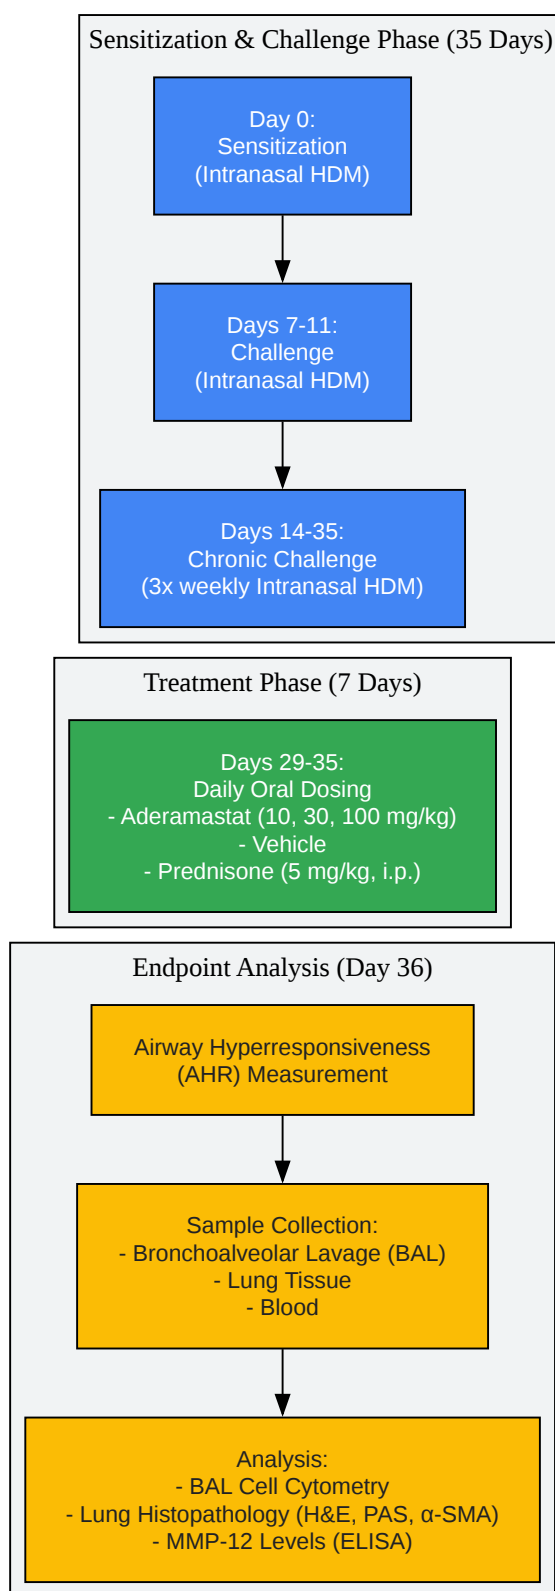 Sensitization & Challenge Phase (35 Days)
Day 0:
Sensitization
(Intranasal HDM)
Days 7-11:
Challenge
(Intranasal HDM)
Days 14-35:
Chronic Challenge
(3x weekly Intranasal HDM)
Treatment Phase (7 Days)
Days 29-35:
Daily Oral Dosing
- Aderamastat (10, 30, 100 mg/kg)
- Vehicle
- Prednisone (5 mg/kg, i.p.)
Endpoint Analysis (Day 36)
Airway Hyperresponsiveness
(AHR) Measurement
Sample Collection:
- Bronchoalveolar Lavage (BAL)
- Lung Tissue
- Blood
Analysis:
- BAL Cell Cytometry
- Lung Histopathology (H&E, PAS, α-SMA)
- MMP-12 Levels (ELISA)